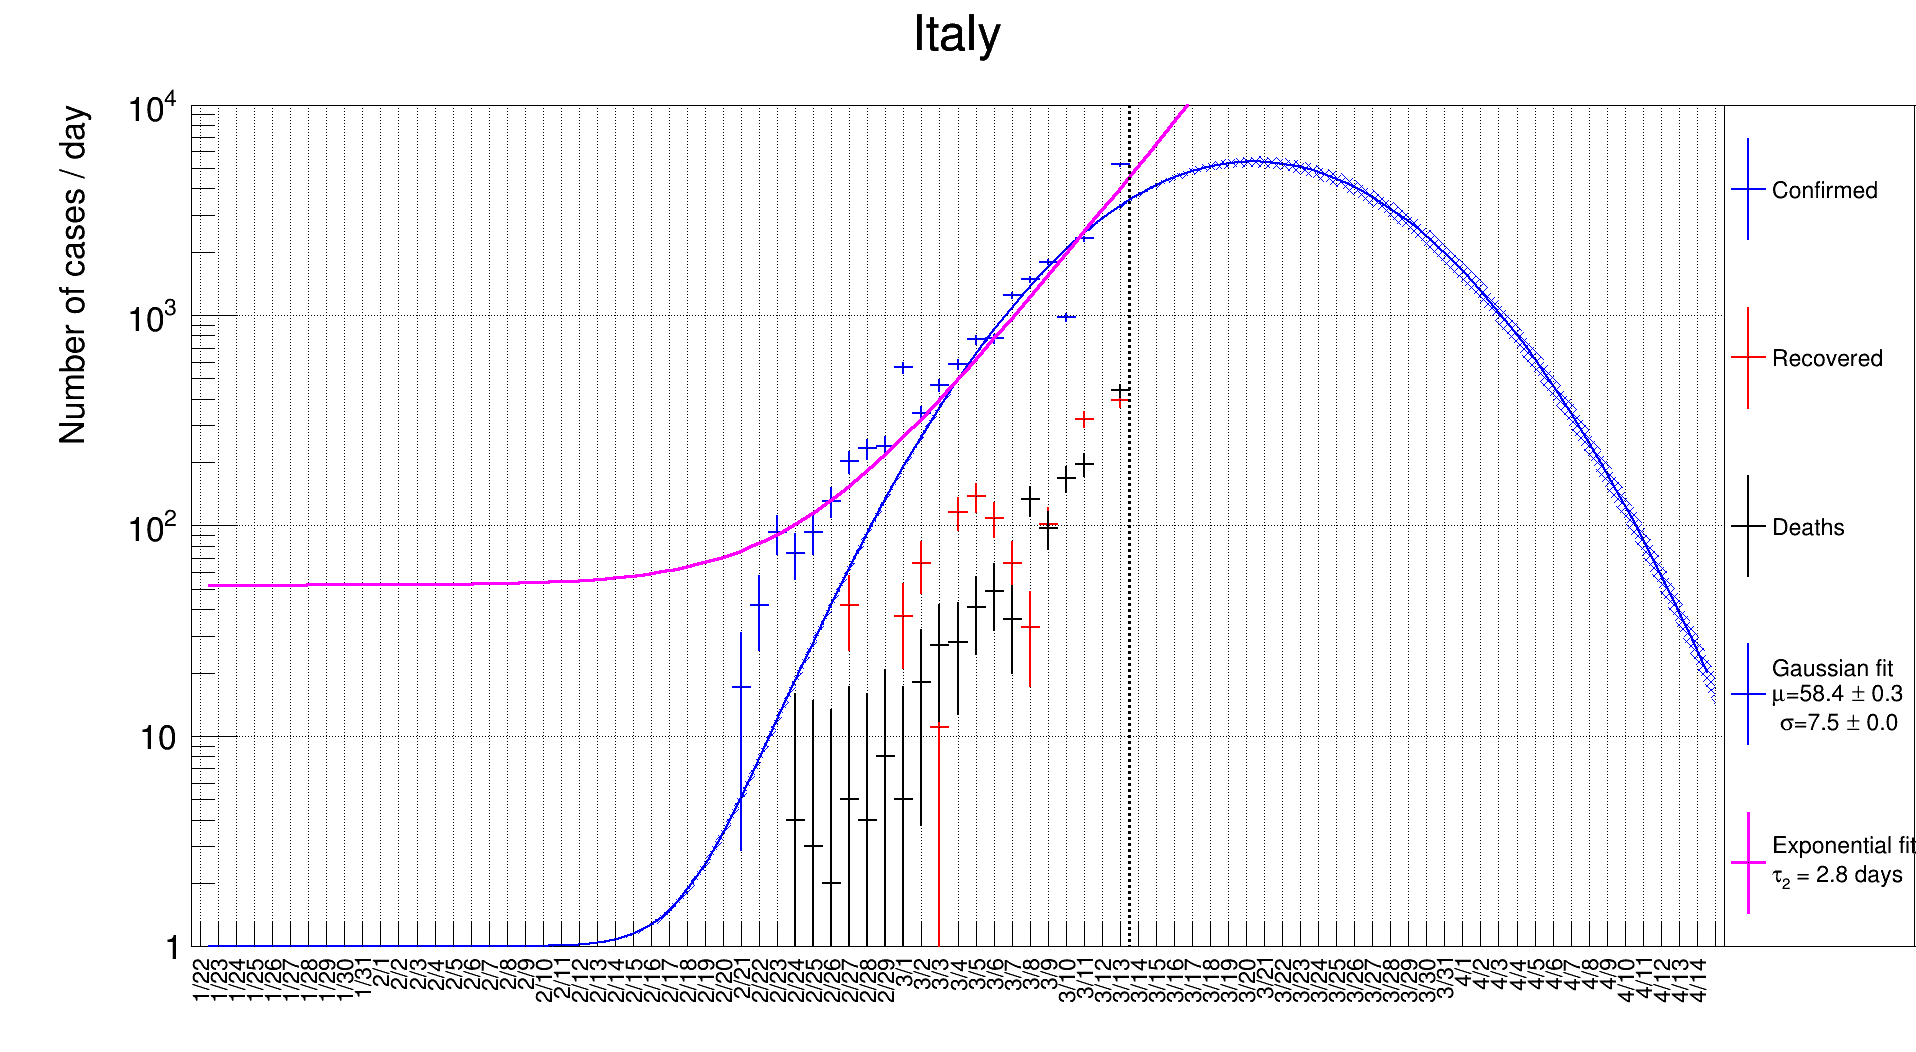 Italy
Number of cases / day
10^4
10^3
10^2
10
1
1/22 1/23 1/24 1/25 1/26 1/27 1/28 1/29 1/30 1/31 2/1 2/2 2/3 2/4 2/5 2/6 2/7 2/8 2/9 2/10 2/11 2/12 2/13 2/14 2/15 2/16 2/17 2/18 2/19 2/20 2/21 2/22 2/23 2/24 2/25 2/26 2/27 2/28 2/29 3/1 3/2 3/3 3/4 3/5 3/6 3/7 3/8 3/9 3/10 3/11 3/12 3/13 3/14 3/15 3/16 3/17 3/18 3/19 3/20 3/21 3/22 3/23 3/24 3/25 3/26 3/27 3/28 3/29 3/30 3/31 4/1 4/2 4/3 4/4 4/5 4/6 4/7 4/8 4/9 4/10 4/11 4/12 4/13 4/14
Confirmed
Recovered
Deaths
Gaussian fit
μ=58.4 ± 0.3
σ=7.5 ± 0.0
Exponential fit
τ₂ = 2.8 days